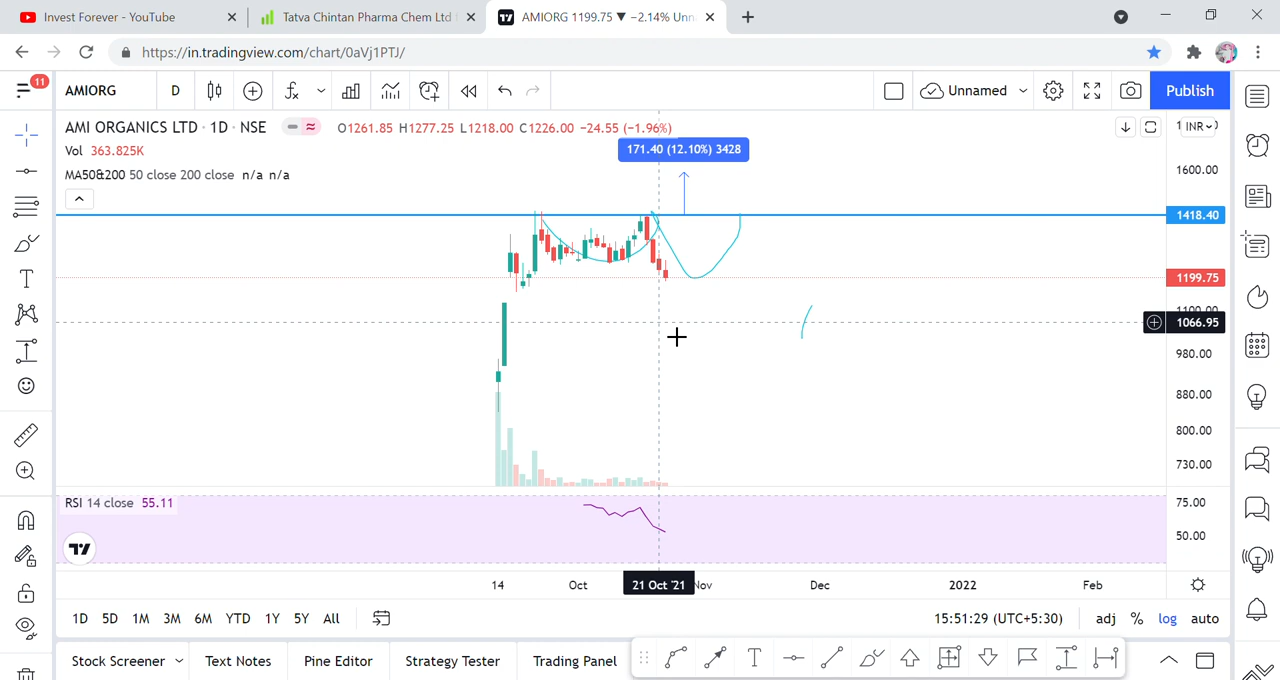 Invest Forever - YouTube
Tatva Chintan Pharma Chem Ltd
AMIORG 1199.75 ▼ −2.14% Unn
https://in.tradingview.com/chart/0aVj1PTJ/
11
AMIORG
D
Unnamed
Publish
AMI ORGANICS LTD · 1D · NSE
O1261.85 H1277.25 L1218.00 C1226.00 −24.55 (−1.96%)
INR
Vol 363.825K
171.40 (12.10%) 3428
MA50&200 50 close 200 close n/a n/a
1600.00
1418.40
1199.75
1100.00
1066.95
980.00
880.00
800.00
730.00
RSI 14 close 55.11
75.00
50.00
14
Oct
21 Oct '21
Nov
Dec
2022
Feb
1D 5D 1M 3M 6M YTD 1Y 5Y All
15:51:29 (UTC+5:30)
adj % log auto
Stock Screener
Text Notes
Pine Editor
Strategy Tester
Trading Panel